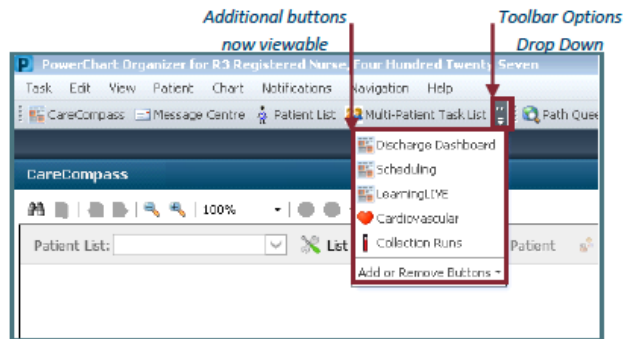 Additional buttons
now viewable
Toolbar Options
Drop Down
PowerChart Organizer for R3 Registered Nurse, Four Hundred Twenty Seven
Task Edit View Patient Chart Notifications Navigation Help
CareCompass Message Centre Patient List Multi-Patient Task List Path Quee
CareCompass
100%
Patient List: List Patient
Discharge Dashboard
Scheduling
LearningLIVE
Cardiovascular
Collection Runs
Add or Remove Buttons